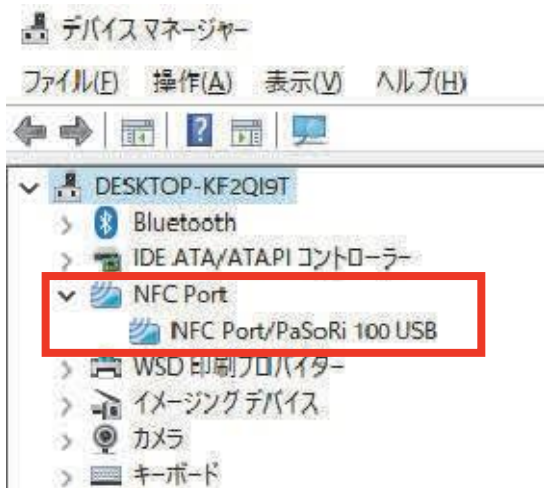 デバイス マネージャー
ファイル(F) 操作(A) 表示(V) ヘルプ(H)
DESKTOP-KF2QI9T
Bluetooth
IDE ATA/ATAPI コントローラー
NFC Port
NFC Port/PaSoRi 100 USB
WSD 印刷プロバイダー
イメージング デバイス
カメラ
キーボード